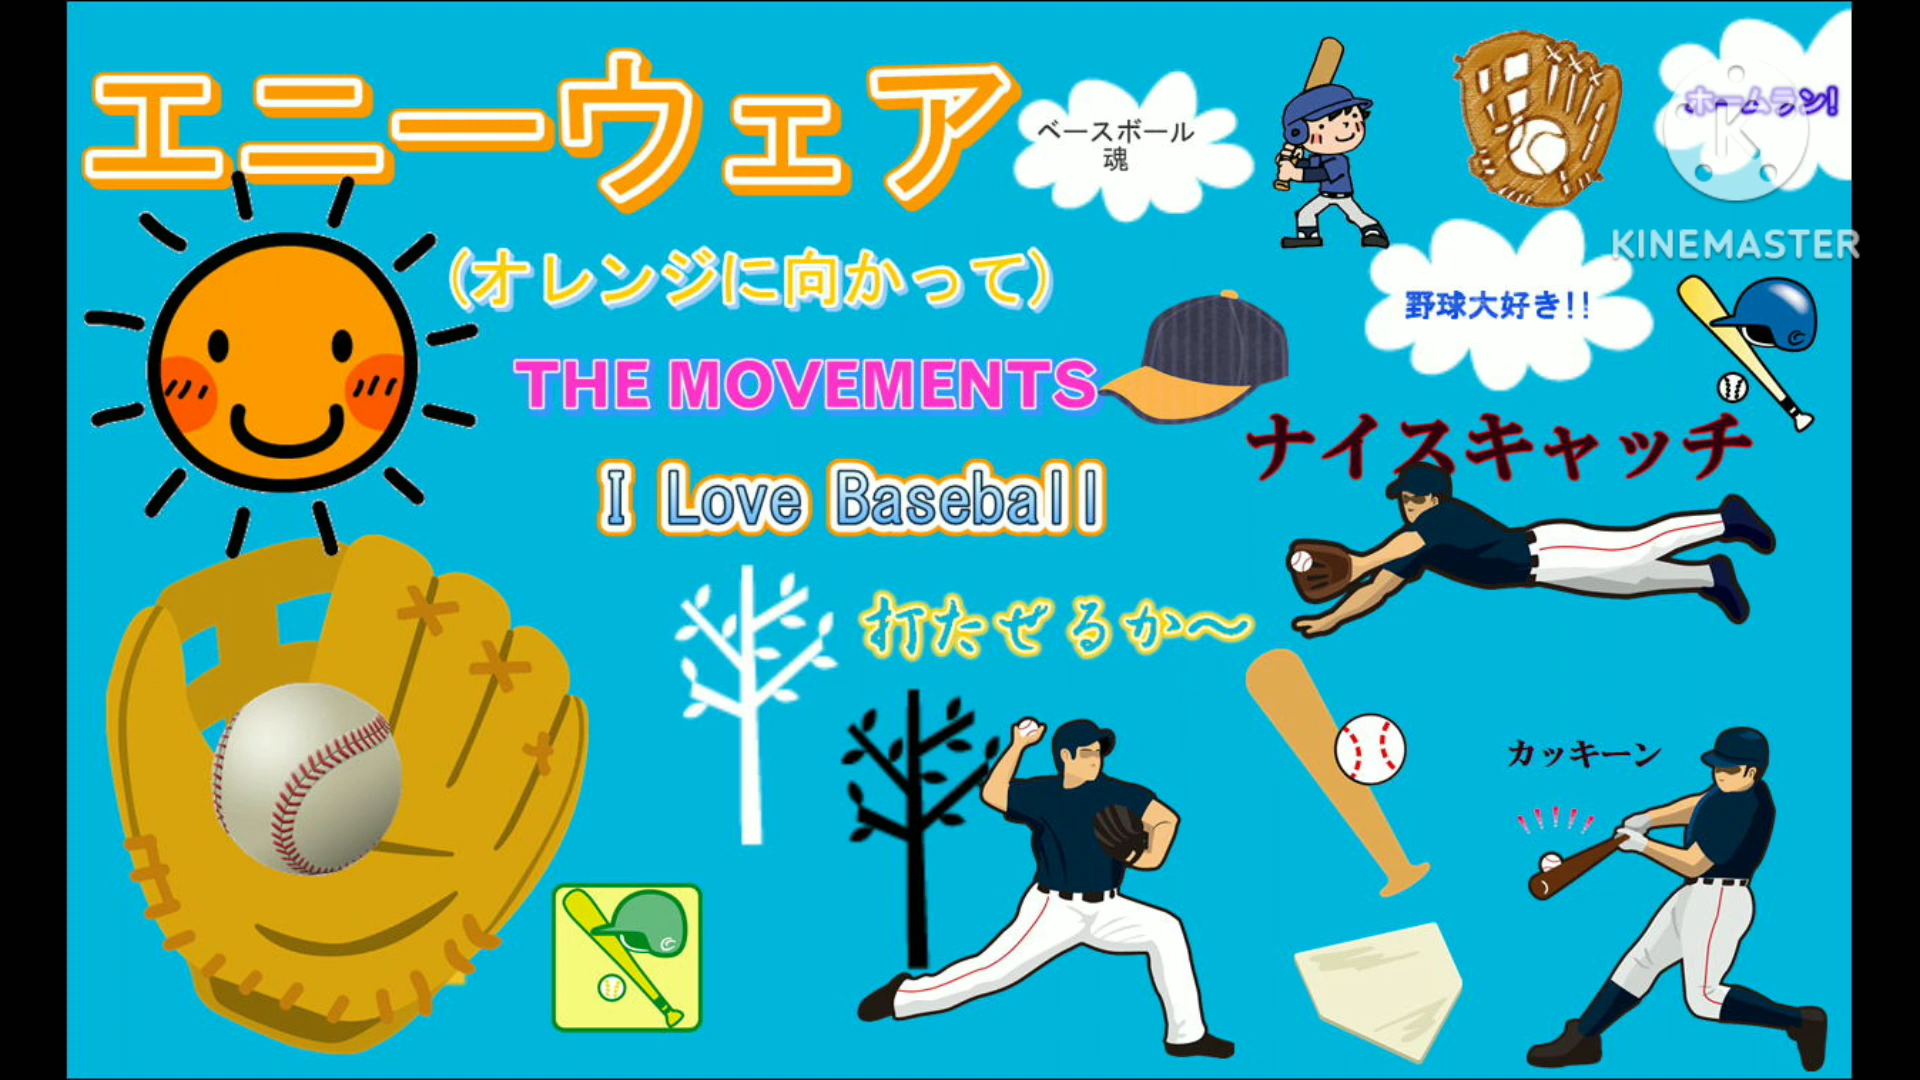 エニーウェア
ベースボール
魂
ホームラン!
KINEMASTER
(オレンジに向かって)
野球大好き!!
THE MOVEMENTS
ナイスキャッチ
I Love Baseball
打たせるか～
カッキーン